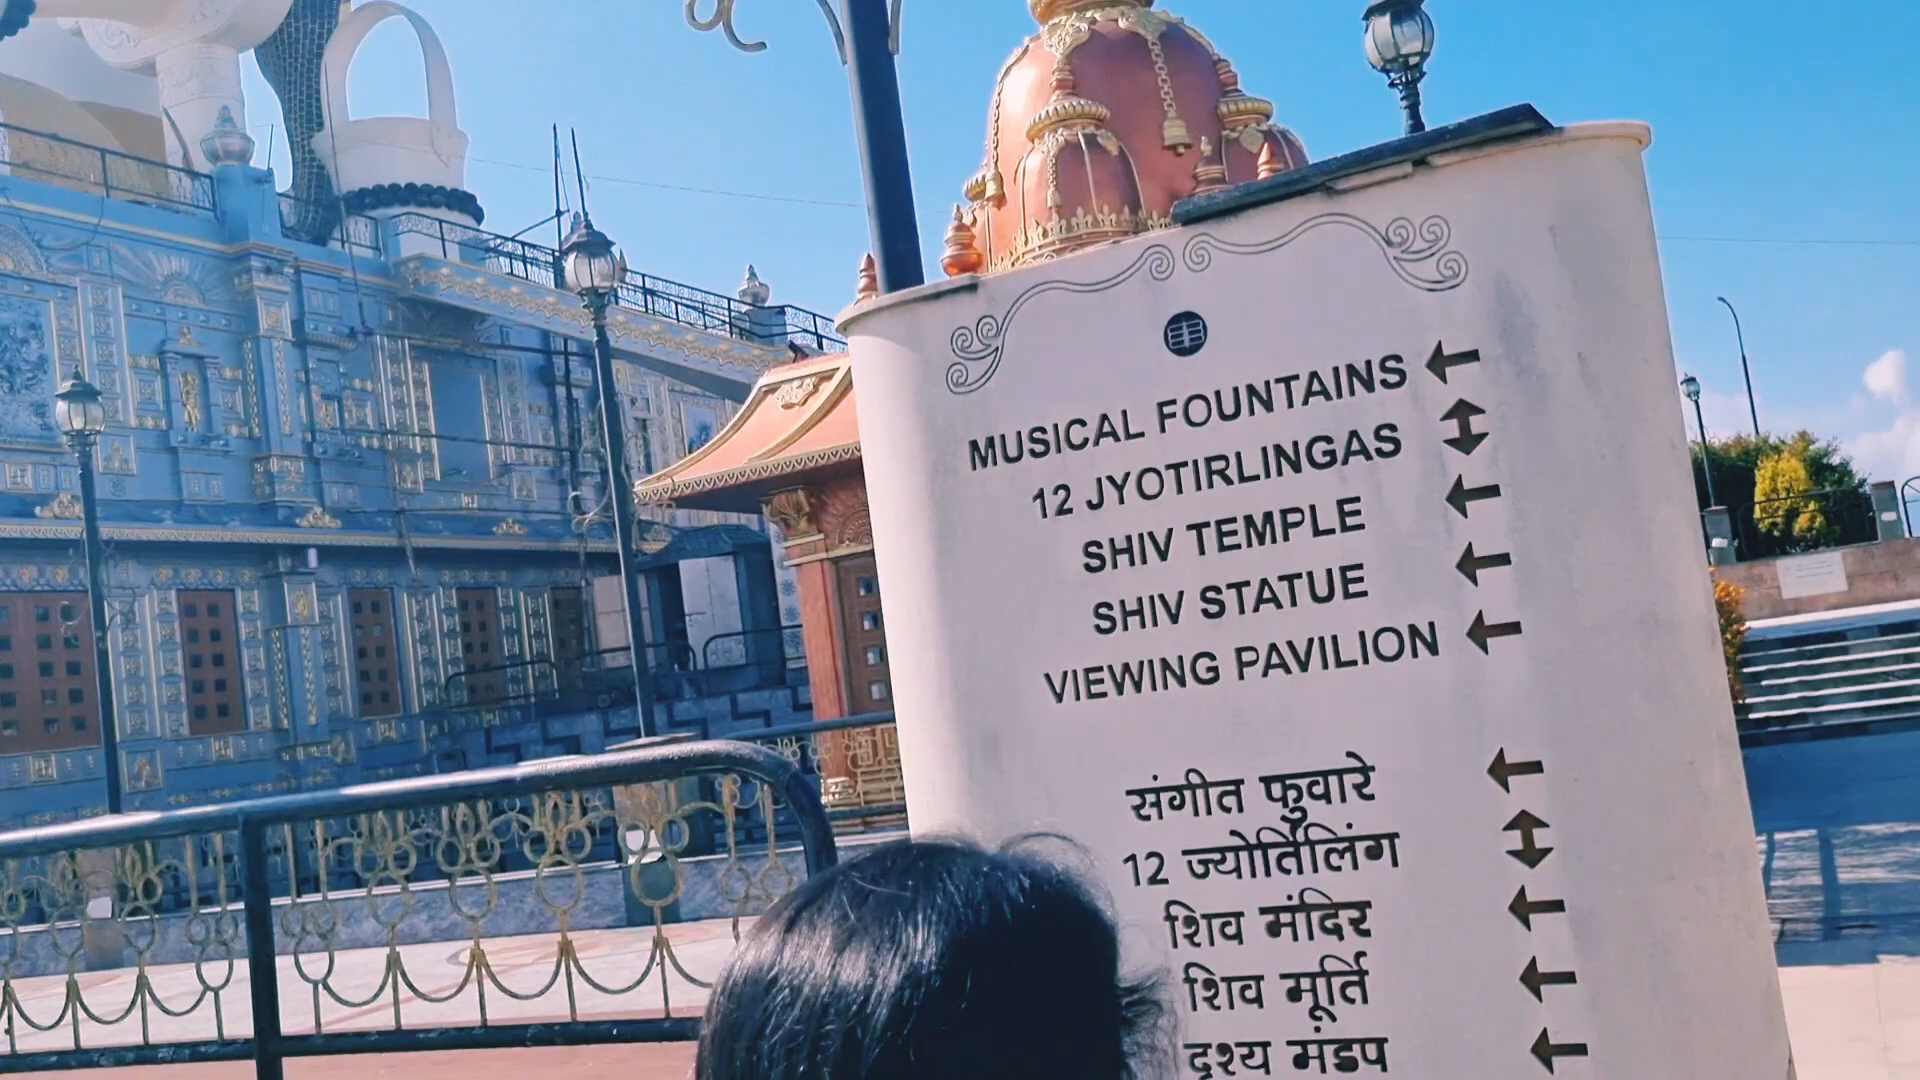 MUSICAL FOUNTAINS ←
12 JYOTIRLINGAS ↕
SHIV TEMPLE ←
SHIV STATUE ←
VIEWING PAVILION ←
संगीत फुवारे ←
12 ज्योर्तिलिंग ↕
शिव मंदिर ←
शिव मूर्ति ←
दृश्य मंडप ←